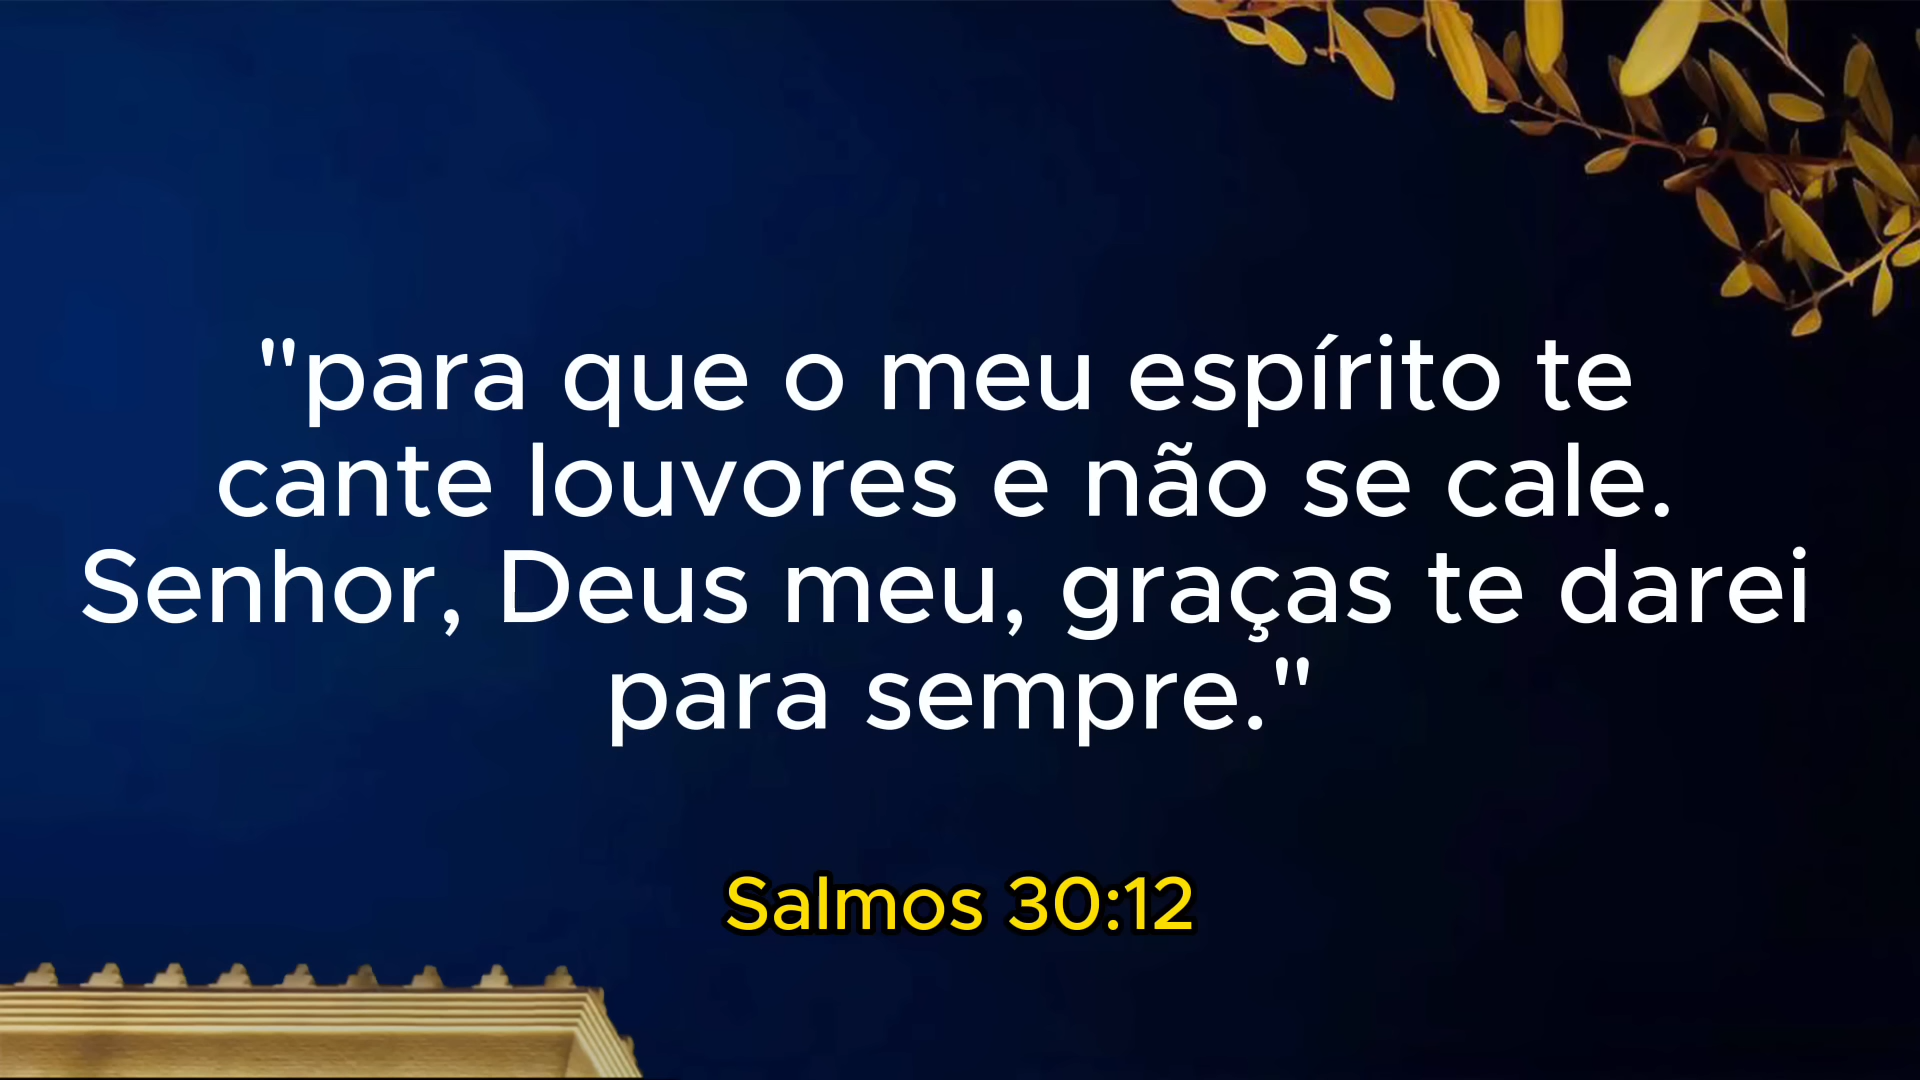 "para que o meu espírito te
cante louvores e não se cale.
Senhor, Deus meu, graças te darei
para sempre."
Salmos 30:12